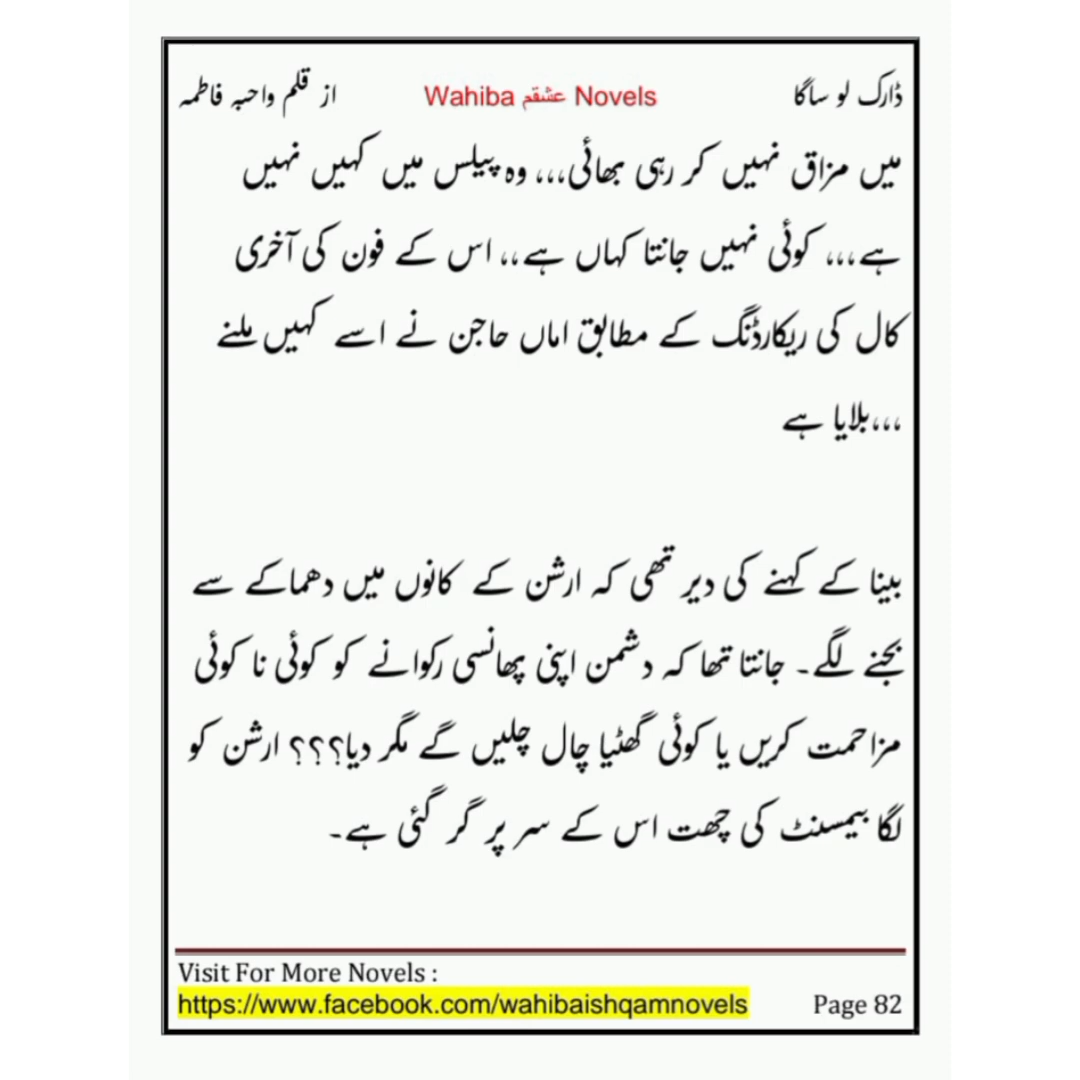 ڈارک لو ساگا Wahiba عشقم Novels از قلم واحبہ فاطمہ
میں مزاق نہیں کر رہی بھائی،،،، وہ پیلس میں کہیں نہیں
ہے،،،، کوئی نہیں جانتا کہاں ہے،، اس کے فون کی آخری
کال کی ریکارڈنگ کے مطابق اماں حاجن نے اسے کہیں ملنے
،،،،بلایا ہے
بینا کے کہنے کی دیر تھی کہ ارشن کے کانوں میں دھماکے سے
بجنے لگے۔ جانتا تھا کہ دشمن اپنی پھانسی رکوانے کو کوئی نا کوئی
مزاحمت کریں یا کوئی گھٹیا چال چلیں گے مگر دیا؟؟؟ ارشن کو
لگا بیمسنٹ کی چھت اس کے سر پر گر گئی ہے۔
Visit For More Novels :
https://www.facebook.com/wahibaishqamnovels Page 82